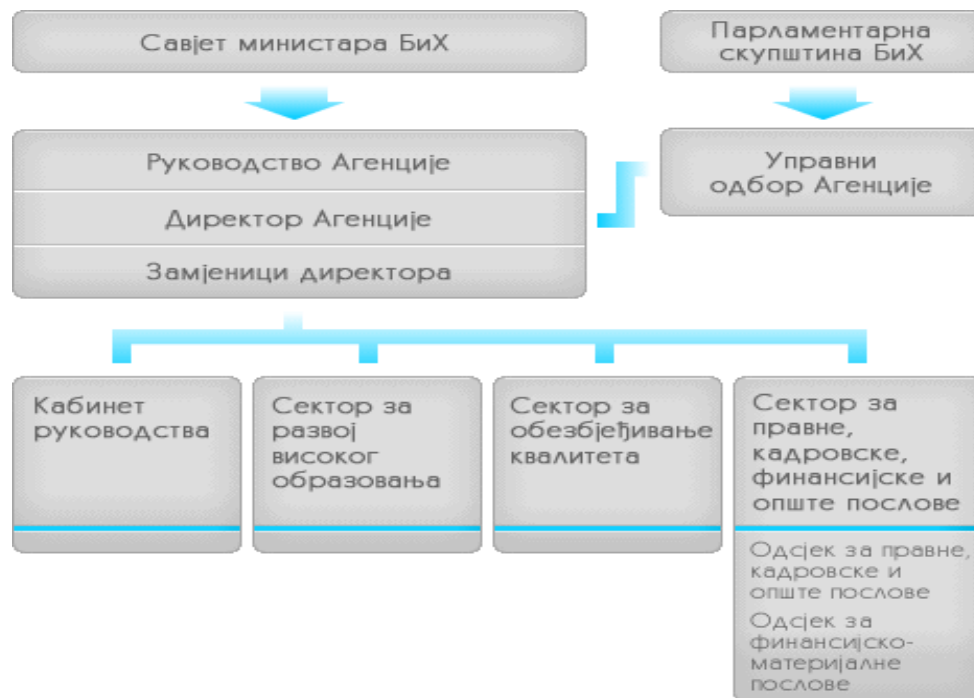 Савјет министара БиХ
Парламентарна
скупштина БиХ
Руководство Агенције
Директор Агенције
Замјеници директора
Управни
одбор Агенције
Кабинет
руководства
Сектор за
развој
високог
образовања
Сектор за
обезбјеђивање
квалитета
Сектор за
правне,
кадровске,
финансијске и
опште послове
Одсјек за правне,
кадровске и
опште послове
Одсјек за
финансијско-
материјалне
послове